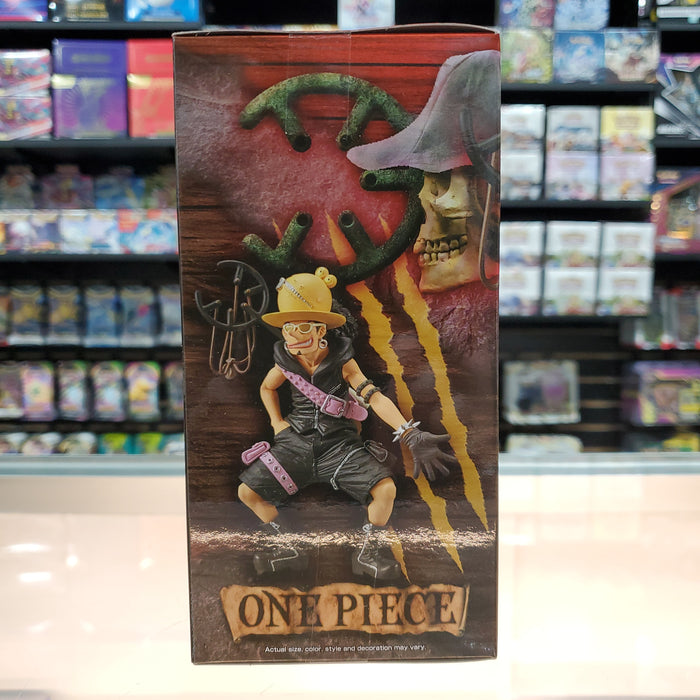 ONE PIECE
Actual size, color, style and decoration may vary.